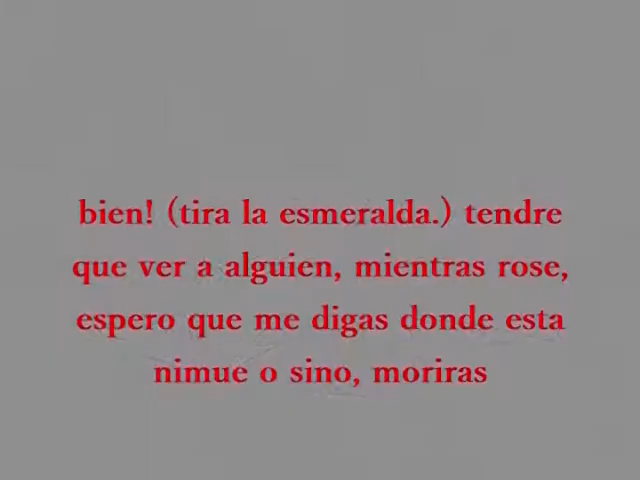 bien! (tira la esmeralda.) tendre
que ver a alguien, mientras rose,
espero que me digas donde esta
nimue o sino, moriras